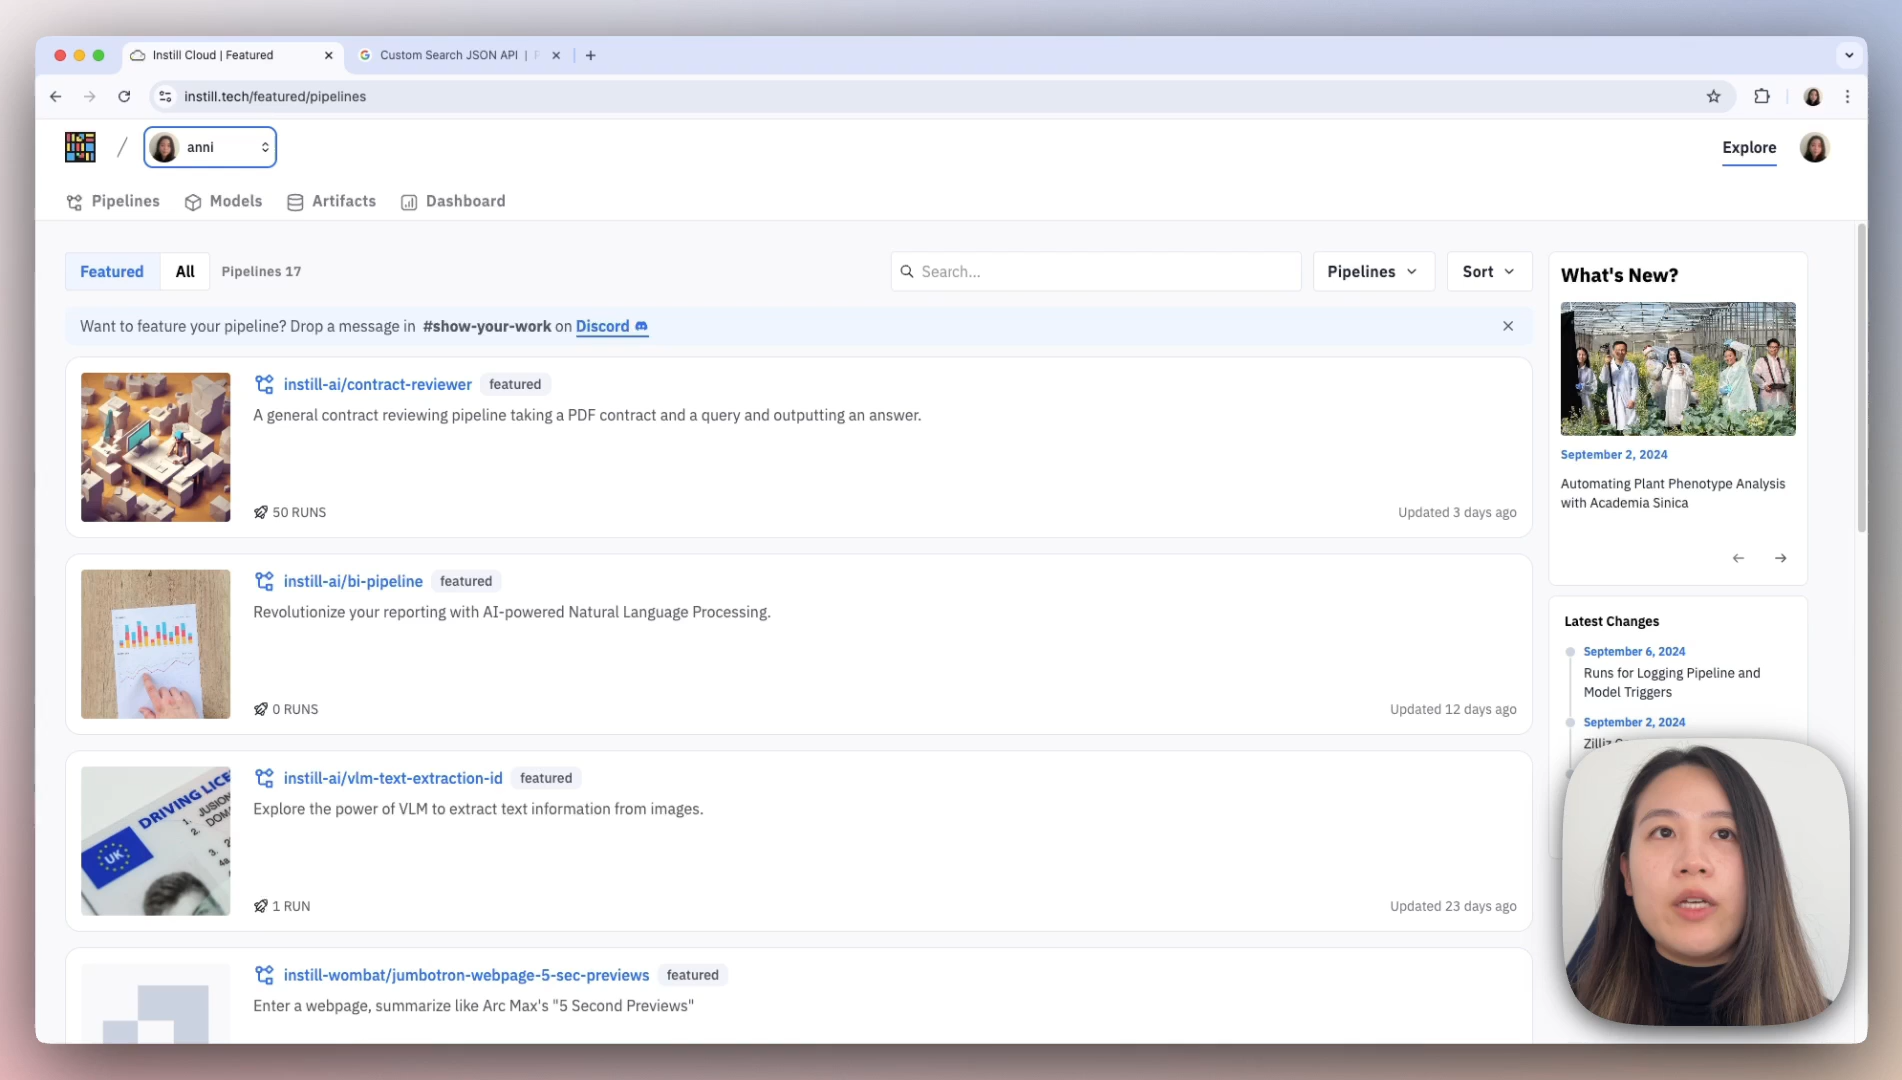 Instill Cloud | Featured
Custom Search JSON API |
instill.tech/featured/pipelines
/ anni
Explore
Pipelines Models Artifacts Dashboard
Featured All Pipelines 17
Search...
Pipelines
Sort
Want to feature your pipeline? Drop a message in #show-your-work on Discord
instill-ai/contract-reviewer featured
A general contract reviewing pipeline taking a PDF contract and a query and outputting an answer.
50 RUNS
Updated 3 days ago
instill-ai/bi-pipeline featured
Revolutionize your reporting with AI-powered Natural Language Processing.
0 RUNS
Updated 12 days ago
DRIVING LICE
UK
instill-ai/vlm-text-extraction-id featured
Explore the power of VLM to extract text information from images.
1 RUN
Updated 23 days ago
instill-wombat/jumbotron-webpage-5-sec-previews featured
Enter a webpage, summarize like Arc Max's "5 Second Previews"
What's New?
September 2, 2024
Automating Plant Phenotype Analysis
with Academia Sinica
Latest Changes
September 6, 2024
Runs for Logging Pipeline and
Model Triggers
September 2, 2024